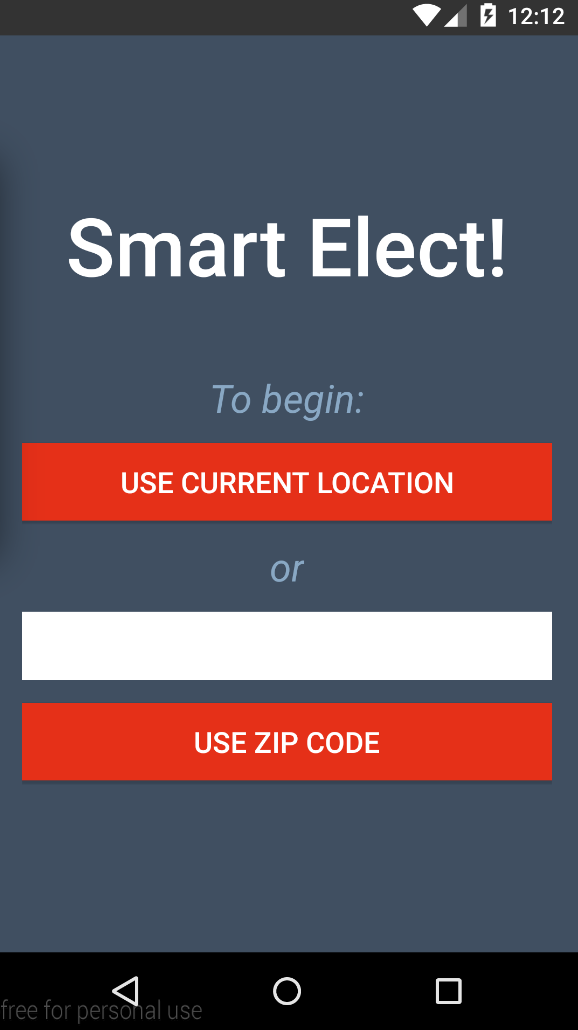 12:12
Smart Elect!
To begin:
USE CURRENT LOCATION
or
USE ZIP CODE
free for personal use